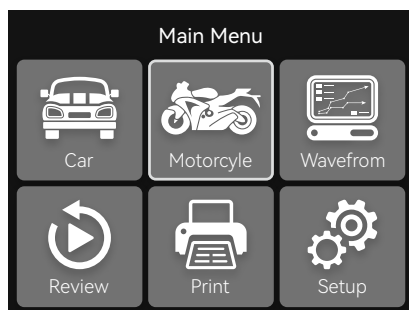 Main Menu
Car
Motorcyle
Wavefrom
Review
Print
Setup